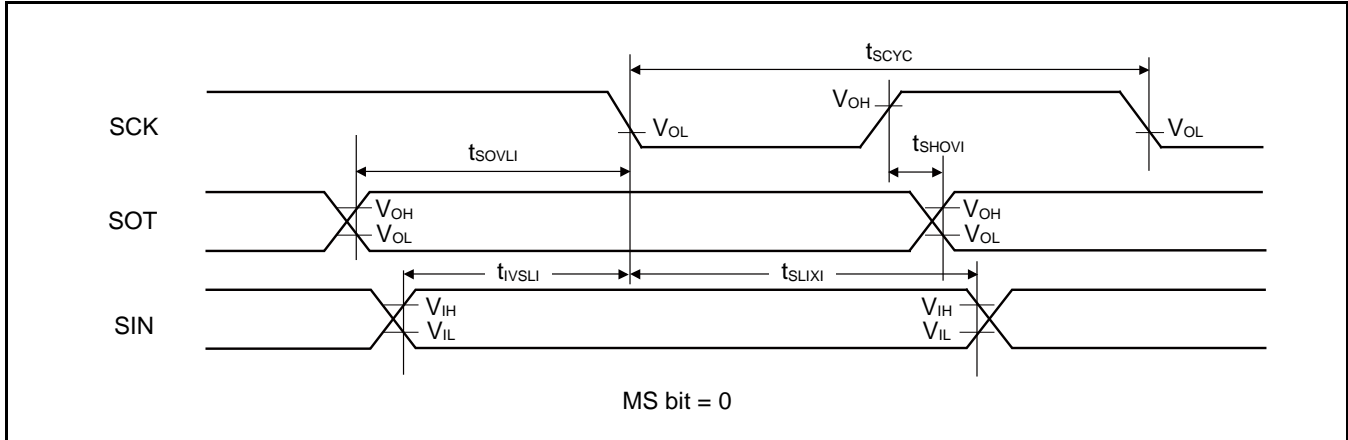 tSCYC
SCK
VOL
VOH
VOL
tSOVLI
tSHOVI
SOT
VOH
VOL
VOH
VOL
tIVSLI
tSLIXI
SIN
VIH
VIL
VIH
VIL
MS bit = 0